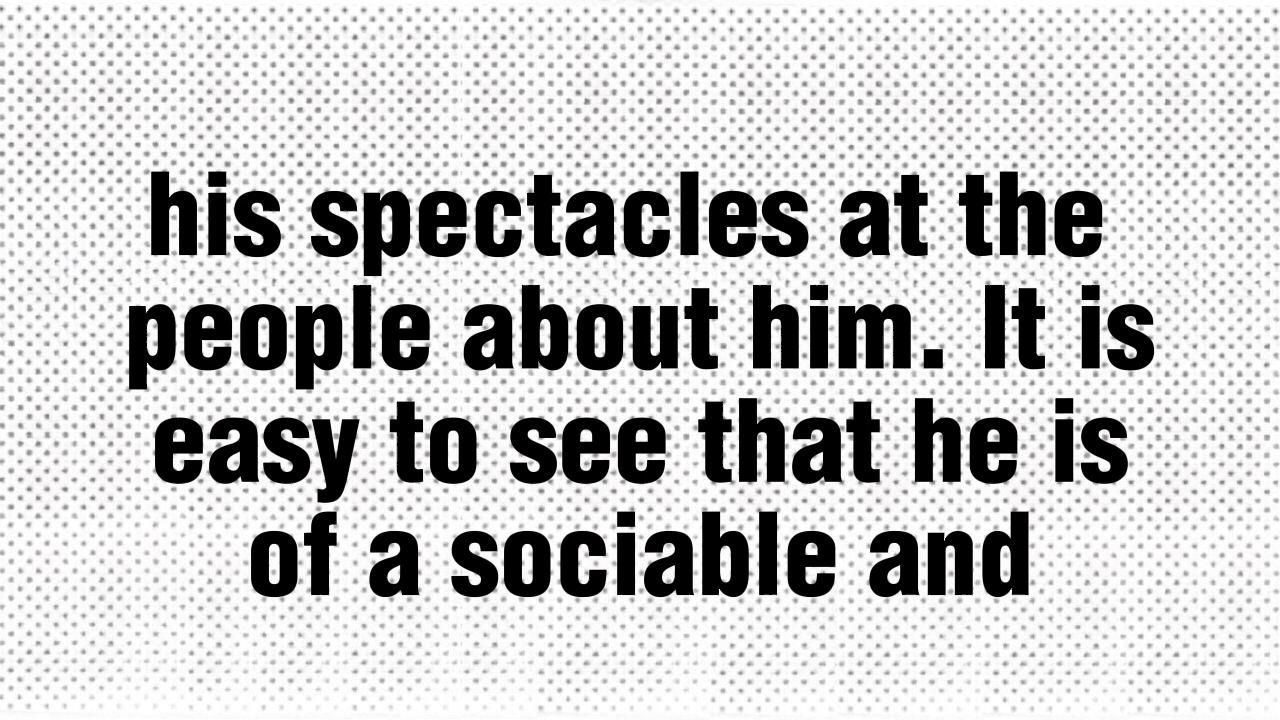 his spectacles at the
people about him. It is
easy to see that he is
of a sociable and